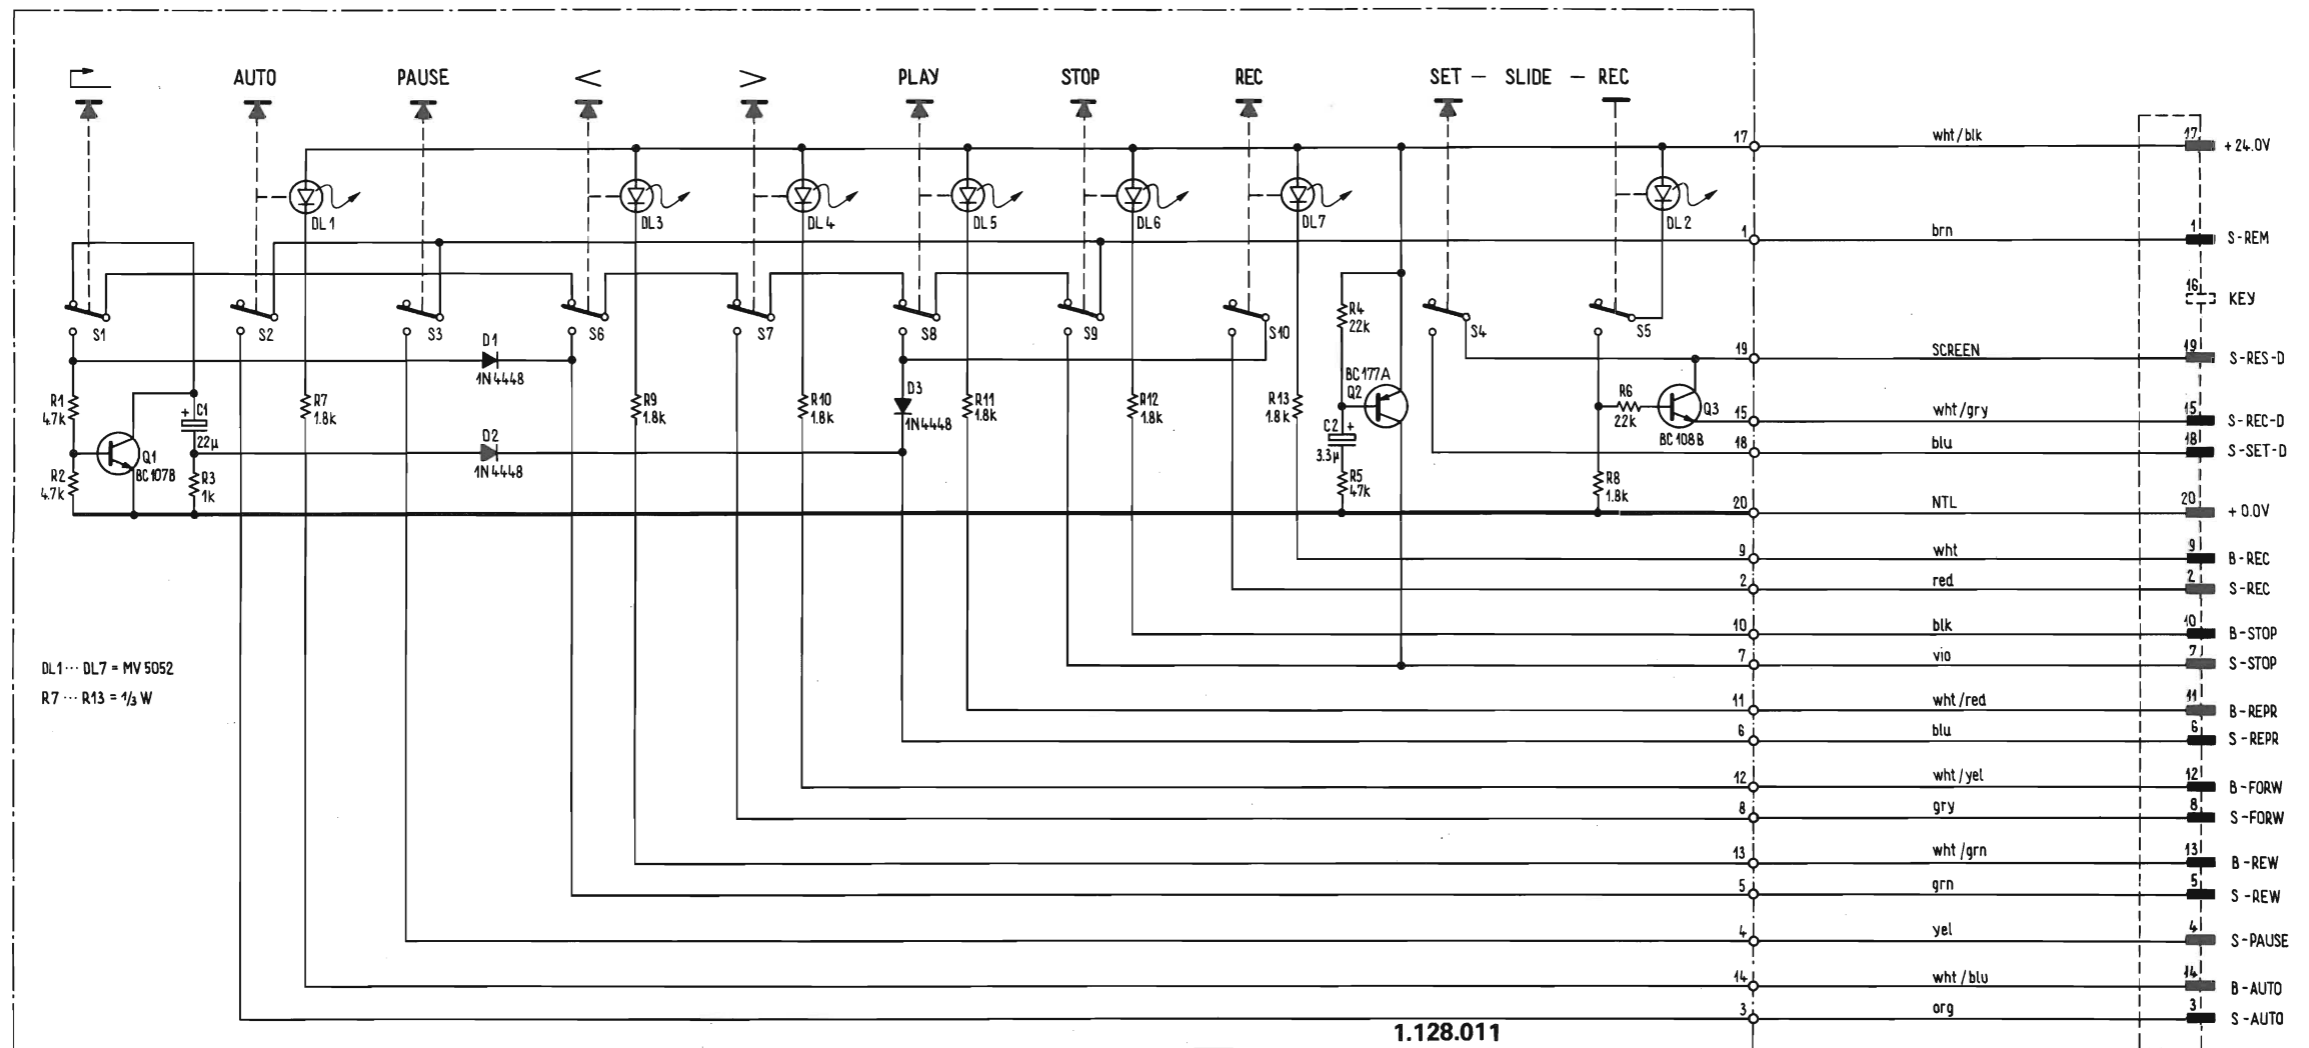 AUTO PAUSE < > PLAY STOP REC SET - SLIDE - REC
17 wht/blk 17 +24.0V
DL1 DL3 DL4 DL5 DL6 DL7 DL2
1 brn 1 S-REM
16 KEY
S1 S2 S3 S6 S7 S8 S9 S10 S4 S5
R4
22k
D1
1N4448
19 SCREEN 19 S-RES-D
BC177A
Q2
D3
1N4448
R1
4.7k
C1
22µ
R7
1.8k
R9
1.8k
R10
1.8k
R11
1.8k
R12
1.8k
R13
1.8k
R6
22k
Q3
BC108B
15 wht/gry 15 S-REC-D
C2
3.3µ
D2
1N4448
Q1
BC107B
18 blu 18 S-SET-D
R2
4.7k
R3
1k
R5
47k
R8
1.8k
20 NTL 20 +0.0V
9 wht 9 B-REC
2 red 2 S-REC
10 blk 10 B-STOP
7 vio 7 S-STOP
DL1 ... DL7 = MV 5052
R7 ... R13 = 1/3 W
11 wht/red 11 B-REPR
6 blu 6 S-REPR
12 wht/yel 12 B-FORW
8 gry 8 S-FORW
13 wht/grn 13 B-REW
5 grn 5 S-REW
4 yel 4 S-PAUSE
14 wht/blu 14 B-AUTO
3 org 3 S-AUTO
1.128.011